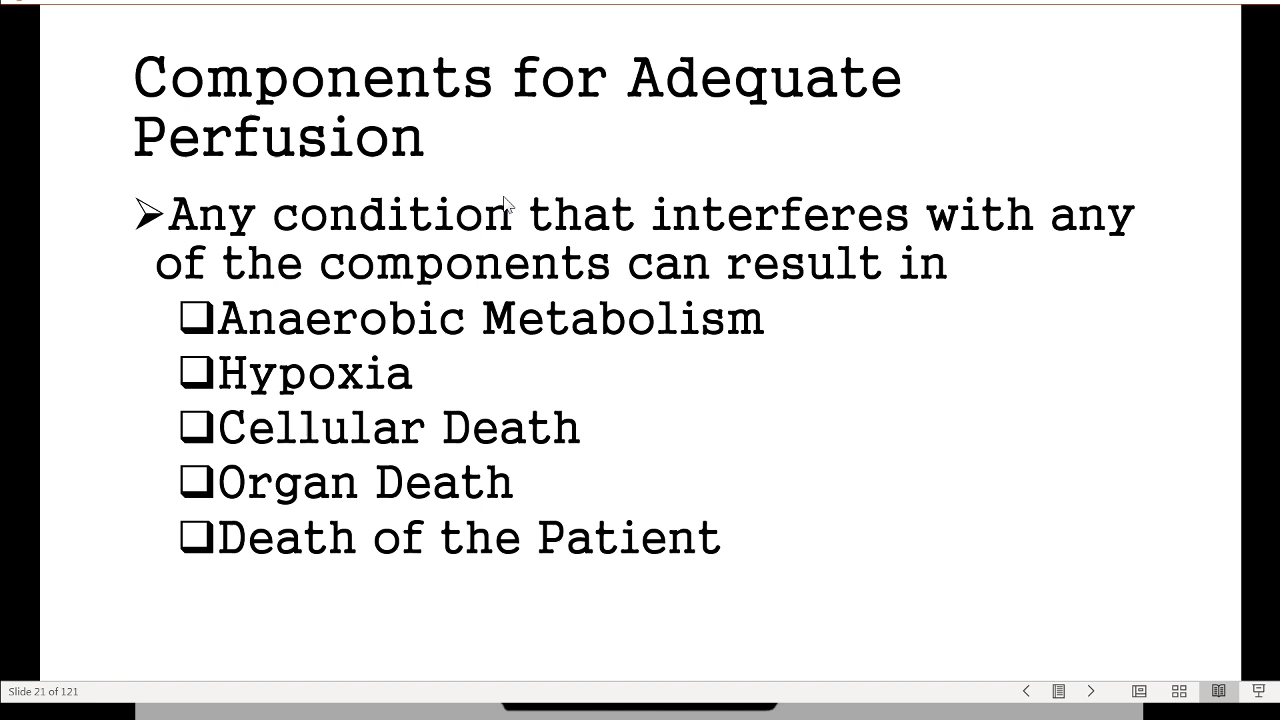 Components for Adequate
Perfusion
➢Any condition that interferes with any
of the components can result in
❑Anaerobic Metabolism
❑Hypoxia
❑Cellular Death
❑Organ Death
❑Death of the Patient
Slide 21 of 121